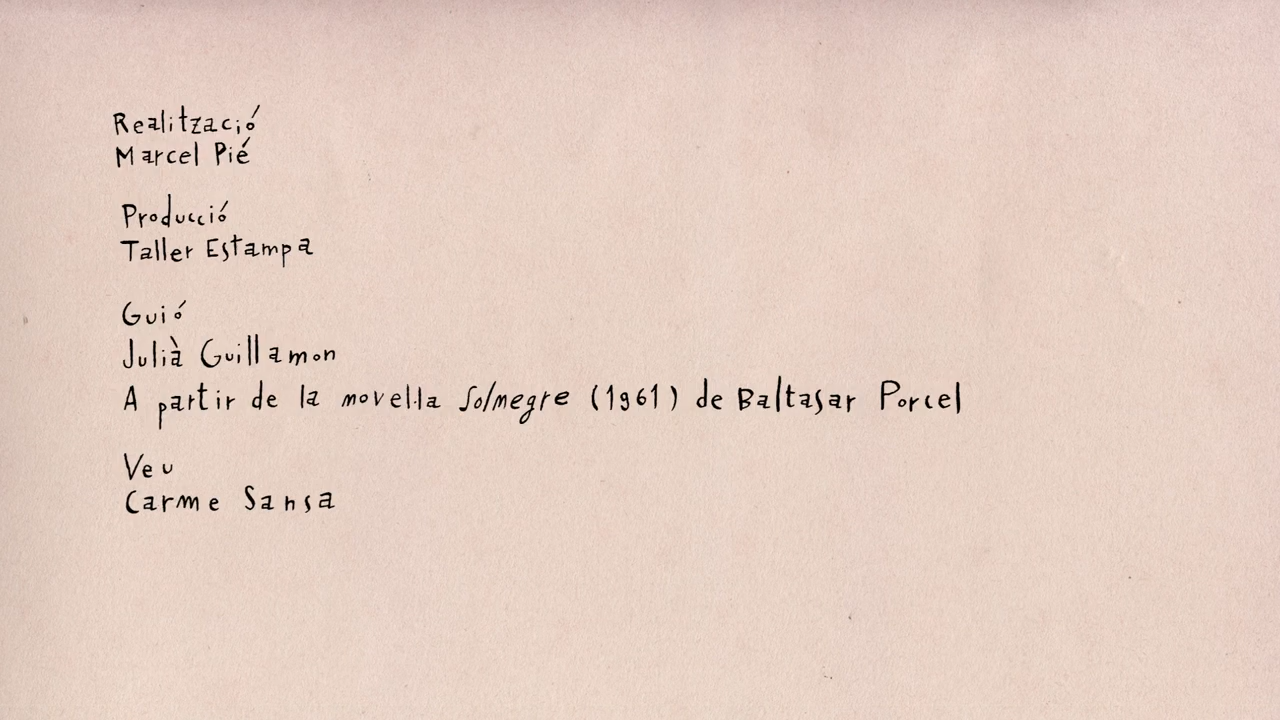 Realització
Marcel Pié
Producció
Taller Estampa
Guió
Julià Guillamon
A partir de la novel·la Solnegre (1961) de Baltasar Porcel
Veu
Carme Sansa